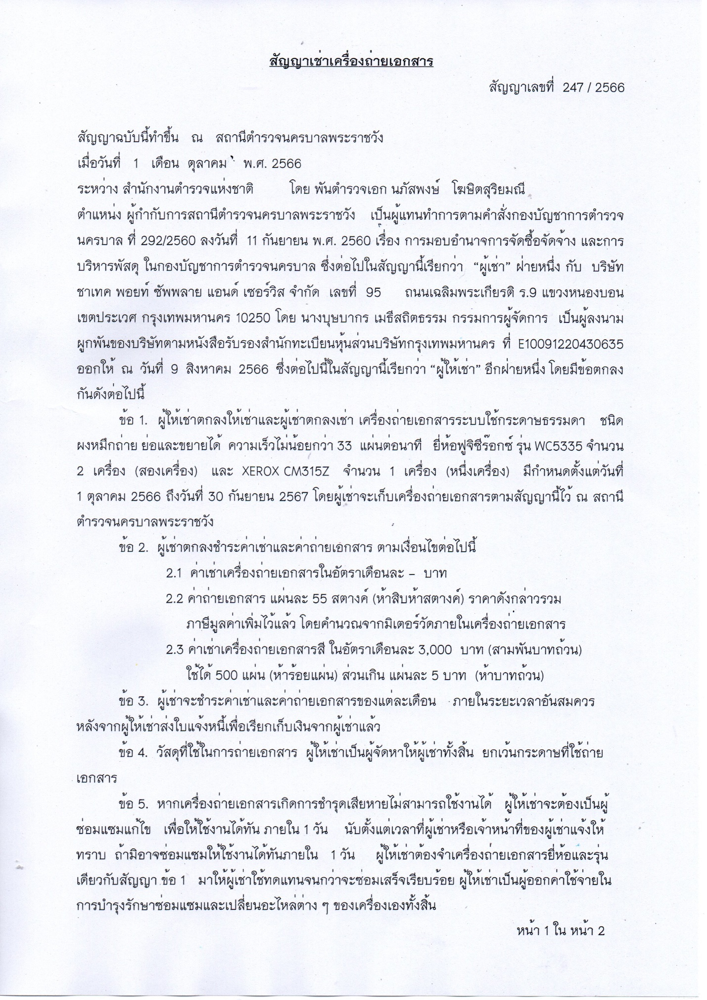 สัญญาเช่าเครื่องถ่ายเอกสาร
สัญญาเลขที่ 247 / 2566
สัญญาฉบับนี้ทำขึ้น ณ สถานีตำรวจนครบาลพระราชวัง
เมื่อวันที่ 1 เดือน ตุลาคม พ.ศ. 2566
ระหว่าง สำนักงานตำรวจแห่งชาติ โดย พันตำรวจเอก นภัสพงษ์ โฆษิตสุริยมณี
ตำแหน่ง ผู้กำกับการสถานีตำรวจนครบาลพระราชวัง เป็นผู้แทนทำการตามคำสั่งกองบัญชาการตำรวจ
นครบาล ที่ 292/2560 ลงวันที่ 11 กันยายน พ.ศ. 2560 เรื่อง การมอบอำนาจการจัดซื้อจัดจ้าง และการ
บริหารพัสดุ ในกองบัญชาการตำรวจนครบาล ซึ่งต่อไปในสัญญานี้เรียกว่า “ผู้เช่า” ฝ่ายหนึ่ง กับ บริษัท
ชาเทค พอยท์ ซัพพลาย แอนด์ เซอร์วิส จำกัด เลขที่ 95 ถนนเฉลิมพระเกียรติ ร.9 แขวงหนองบอน
เขตประเวศ กรุงเทพมหานคร 10250 โดย นางบุษบากร เมธีสถิตธรรม กรรมการผู้จัดการ เป็นผู้ลงนาม
ผูกพันของบริษัทตามหนังสือรับรองสำนักทะเบียนหุ้นส่วนบริษัทกรุงเทพมหานคร ที่ E10091220430635
ออกให้ ณ วันที่ 9 สิงหาคม 2566 ซึ่งต่อไปนี้ในสัญญานี้เรียกว่า “ผู้ให้เช่า” อีกฝ่ายหนึ่ง โดยมีข้อตกลง
กันดังต่อไปนี้
ข้อ 1. ผู้ให้เช่าตกลงให้เช่าและผู้เช่าตกลงเช่า เครื่องถ่ายเอกสารระบบใช้กระดาษธรรมดา ชนิด
ผงหมึกถ่าย ย่อและขยายได้ ความเร็วไม่น้อยกว่า 33 แผ่นต่อนาที ยี่ห้อฟูจิซีร๊อกซ์ รุ่น WC5335 จำนวน
2 เครื่อง (สองเครื่อง) และ XEROX CM315Z จำนวน 1 เครื่อง (หนึ่งเครื่อง) มีกำหนดตั้งแต่วันที่
1 ตุลาคม 2566 ถึงวันที่ 30 กันยายน 2567 โดยผู้เช่าจะเก็บเครื่องถ่ายเอกสารตามสัญญานี้ไว้ ณ สถานี
ตำรวจนครบาลพระราชวัง
ข้อ 2. ผู้เช่าตกลงชำระค่าเช่าและค่าถ่ายเอกสาร ตามเงื่อนไขต่อไปนี้
2.1 ค่าเช่าเครื่องถ่ายเอกสารในอัตราเดือนละ – บาท
2.2 ค่าถ่ายเอกสาร แผ่นละ 55 สตางค์ (ห้าสิบห้าสตางค์) ราคาดังกล่าวรวม
ภาษีมูลค่าเพิ่มไว้แล้ว โดยคำนวณจากมิเตอร์วัดภายในเครื่องถ่ายเอกสาร
2.3 ค่าเช่าเครื่องถ่ายเอกสารสี ในอัตราเดือนละ 3,000 บาท (สามพันบาทถ้วน)
ใช้ได้ 500 แผ่น (ห้าร้อยแผ่น) ส่วนเกิน แผ่นละ 5 บาท (ห้าบาทถ้วน)
ข้อ 3. ผู้เช่าจะชำระค่าเช่าและค่าถ่ายเอกสารของแต่ละเดือน ภายในระยะเวลาอันสมควร
หลังจากผู้ให้เช่าส่งใบแจ้งหนี้เพื่อเรียกเก็บเงินจากผู้เช่าแล้ว
ข้อ 4. วัสดุที่ใช้ในการถ่ายเอกสาร ผู้ให้เช่าเป็นผู้จัดหาให้ผู้เช่าทั้งสิ้น ยกเว้นกระดาษที่ใช้ถ่าย
เอกสาร
ข้อ 5. หากเครื่องถ่ายเอกสารเกิดการชำรุดเสียหายไม่สามารถใช้งานได้ ผู้ให้เช่าจะต้องเป็นผู้
ซ่อมแซมแก้ไข เพื่อให้ใช้งานได้ทัน ภายใน 1 วัน นับตั้งแต่เวลาที่ผู้เช่าหรือเจ้าหน้าที่ของผู้เช่าแจ้งให้
ทราบ ถ้ามิอาจซ่อมแซมให้ใช้งานได้ทันภายใน 1 วัน ผู้ให้เช่าต้องจำเครื่องถ่ายเอกสารยี่ห้อและรุ่น
เดียวกับสัญญา ข้อ 1 มาให้ผู้เช่าใช้ทดแทนจนกว่าจะซ่อมเสร็จเรียบร้อย ผู้ให้เช่าเป็นผู้ออกค่าใช้จ่ายใน
การบำรุงรักษาซ่อมแซมและเปลี่ยนอะไหล่ต่าง ๆ ของเครื่องเองทั้งสิ้น
หน้า 1 ใน หน้า 2